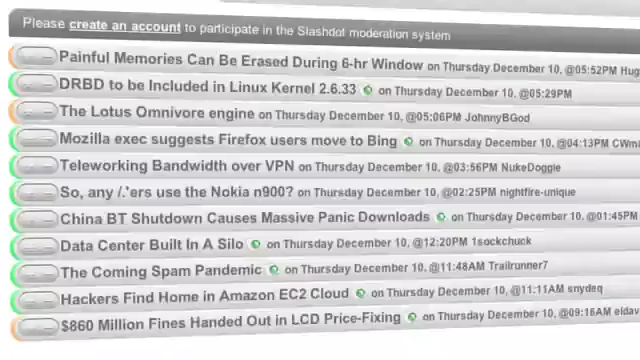 Please create an account to participate in the Slashdot moderation system
Painful Memories Can Be Erased During 6-hr Window on Thursday December 10, @05:52PM Hug
DRBD to be Included in Linux Kernel 2.6.33 on Thursday December 10, @05:29PM
The Lotus Omnivore engine on Thursday December 10, @05:06PM JohnnyBGod
Mozilla exec suggests Firefox users move to Bing on Thursday December 10, @04:13PM CWm
Teleworking Bandwidth over VPN on Thursday December 10, @03:56PM NukeDoggie
So, any /.'ers use the Nokia n900? on Thursday December 10, @02:25PM nightfire-unique
China BT Shutdown Causes Massive Panic Downloads on Thursday December 10, @01:45PM
Data Center Built In A Silo on Thursday December 10, @12:20PM 1sockchuck
The Coming Spam Pandemic on Thursday December 10, @11:48AM Trailrunner7
Hackers Find Home in Amazon EC2 Cloud on Thursday December 10, @11:11AM snydeq
$860 Million Fines Handed Out in LCD Price-Fixing on Thursday December 10, @09:16AM eldav